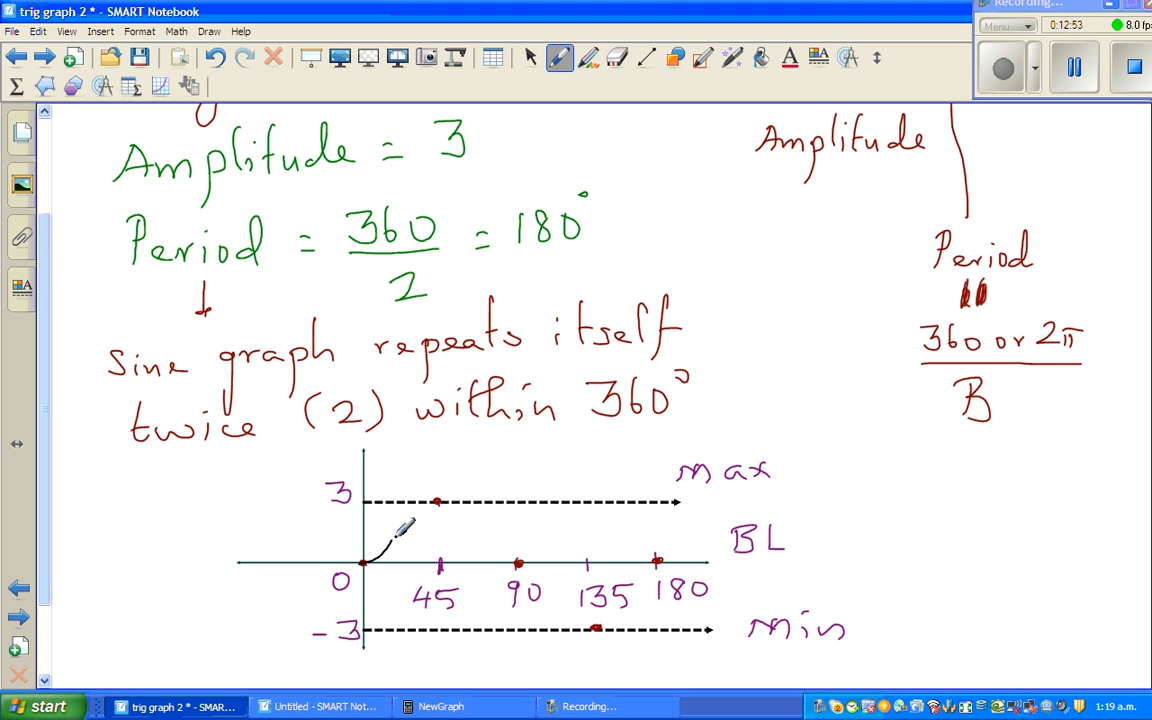 trig graph 2 * - SMART Notebook
Recording...
File Edit View Insert Format Math Draw Help
Menu
0:12:53
8.0 fp
Amplitude = 3
Amplitude
Period = 360 = 180°
2
Period
360 or 2π
B
Sine graph repeats itself
twice (2) within 360°
3
max
BL
0 45 90 135 180
-3
min
start
trig graph 2 * - SMAR...
Untitled - SMART Not...
NewGraph
Recording...
1:19 a.m.